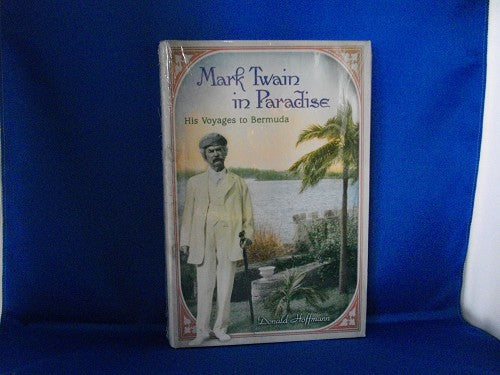 Mark Twain
in Paradise
His Voyages to Bermuda
Donald Hoffmann